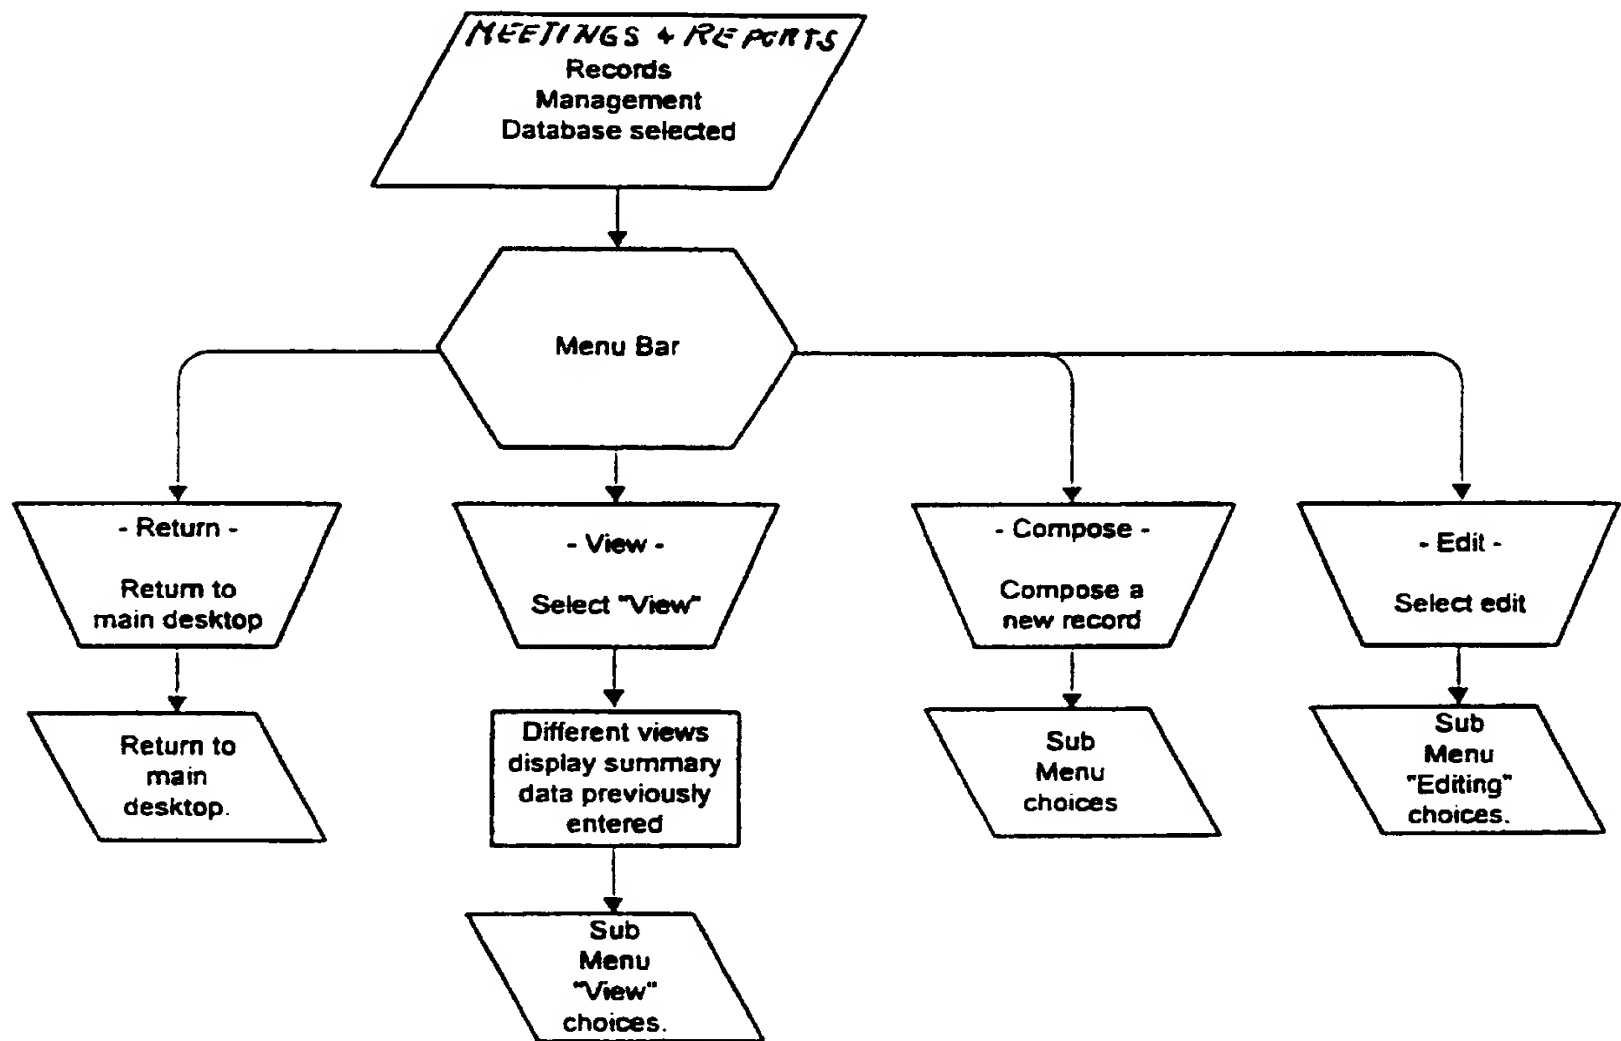 MEETINGS & REPORTS
Records
Management
Database selected
Menu Bar
- Return -
Return to
main desktop
- View -
Select "View"
- Compose -
Compose a
new record
- Edit -
Select edit
Return to
main
desktop.
Different views
display summary
data previously
entered
Sub
Menu
choices
Sub
Menu
"Editing"
choices.
Sub
Menu
"View"
choices.